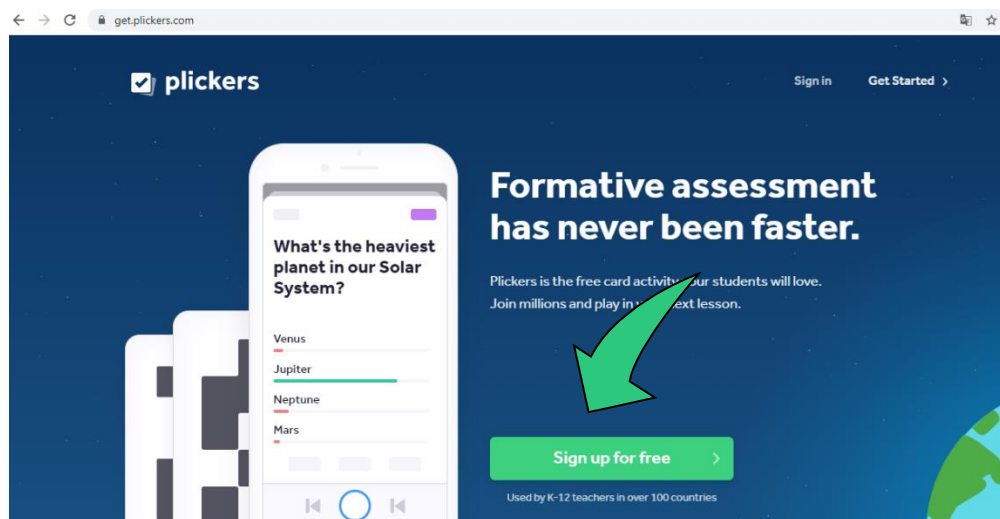 get.plickers.com
plickers
Sign in
Get Started >
What's the heaviest
planet in our Solar
System?
Venus
Jupiter
Neptune
Mars
Formative assessment
has never been faster.
Plickers is the free card activity students will love.
Join millions and play in lesson.
Sign up for free
Used by K-12 teachers in over 100 countries